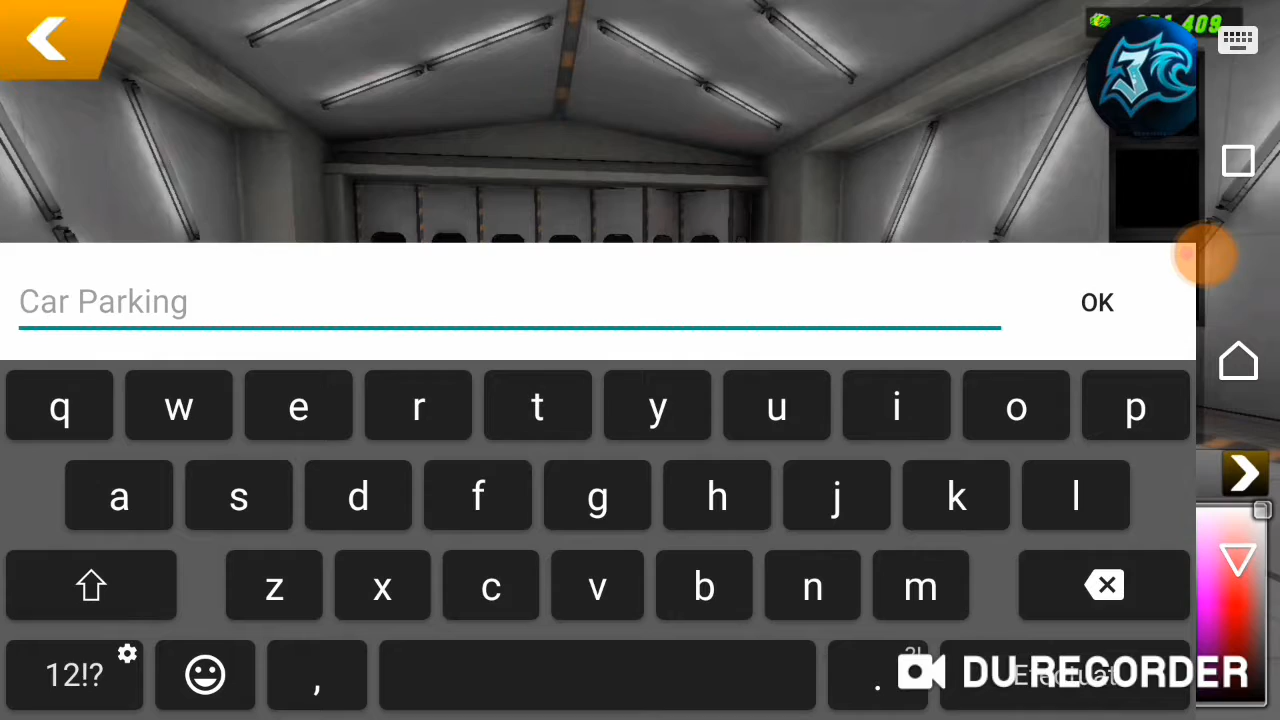 Car Parking
OK
q w e r t y u i o p
a s d f g h j k l
z x c v b n m
12!? , .
DU RECORDER